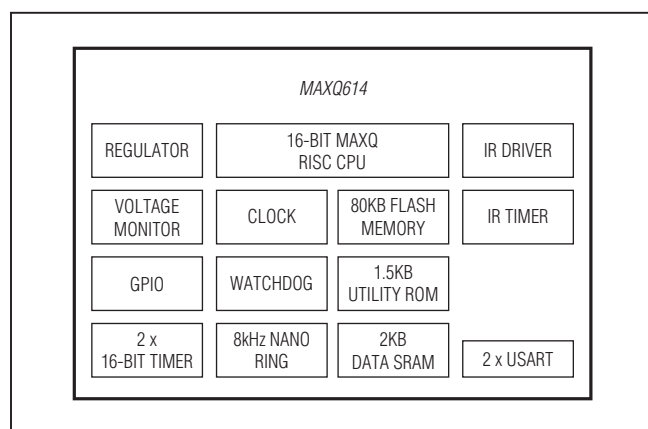 MAXQ614
REGULATOR
16-BIT MAXQ
RISC CPU
IR DRIVER
VOLTAGE
MONITOR
CLOCK
80KB FLASH
MEMORY
IR TIMER
GPIO
WATCHDOG
1.5KB
UTILITY ROM
2 x
16-BIT TIMER
8kHz NANO
RING
2KB
DATA SRAM
2 x USART